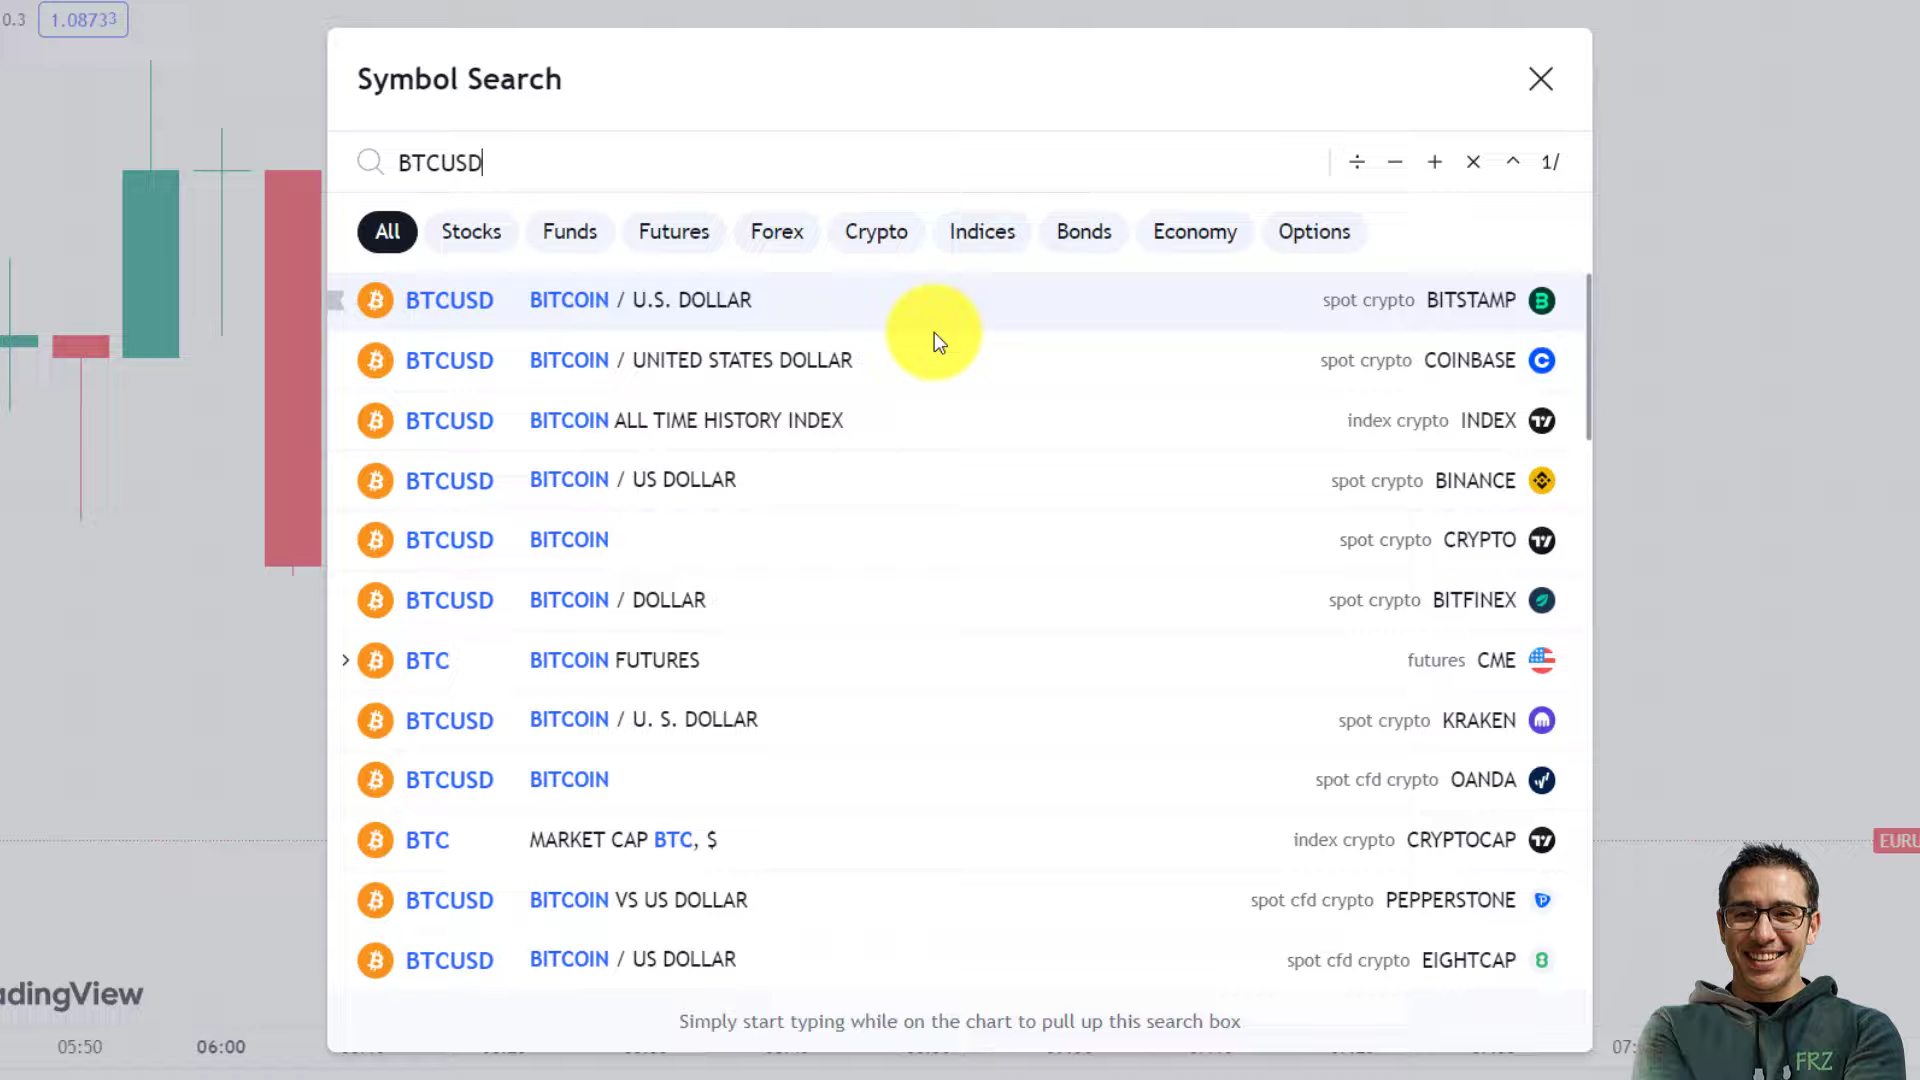 0.3 1.08733
Symbol Search
BTCUSD
÷ − + × ^ 1/
All Stocks Funds Futures Forex Crypto Indices Bonds Economy Options
BTCUSD BITCOIN / U.S. DOLLAR spot crypto BITSTAMP
BTCUSD BITCOIN / UNITED STATES DOLLAR spot crypto COINBASE
BTCUSD BITCOIN ALL TIME HISTORY INDEX index crypto INDEX
BTCUSD BITCOIN / US DOLLAR spot crypto BINANCE
BTCUSD BITCOIN spot crypto CRYPTO
BTCUSD BITCOIN / DOLLAR spot crypto BITFINEX
BTC BITCOIN FUTURES futures CME
BTCUSD BITCOIN / U. S. DOLLAR spot crypto KRAKEN
BTCUSD BITCOIN spot cfd crypto OANDA
BTC MARKET CAP BTC, $ index crypto CRYPTOCAP
EURU
BTCUSD BITCOIN VS US DOLLAR spot cfd crypto PEPPERSTONE
BTCUSD BITCOIN / US DOLLAR spot cfd crypto EIGHTCAP
adingView
Simply start typing while on the chart to pull up this search box
05:50 06:00 07:
FRZ